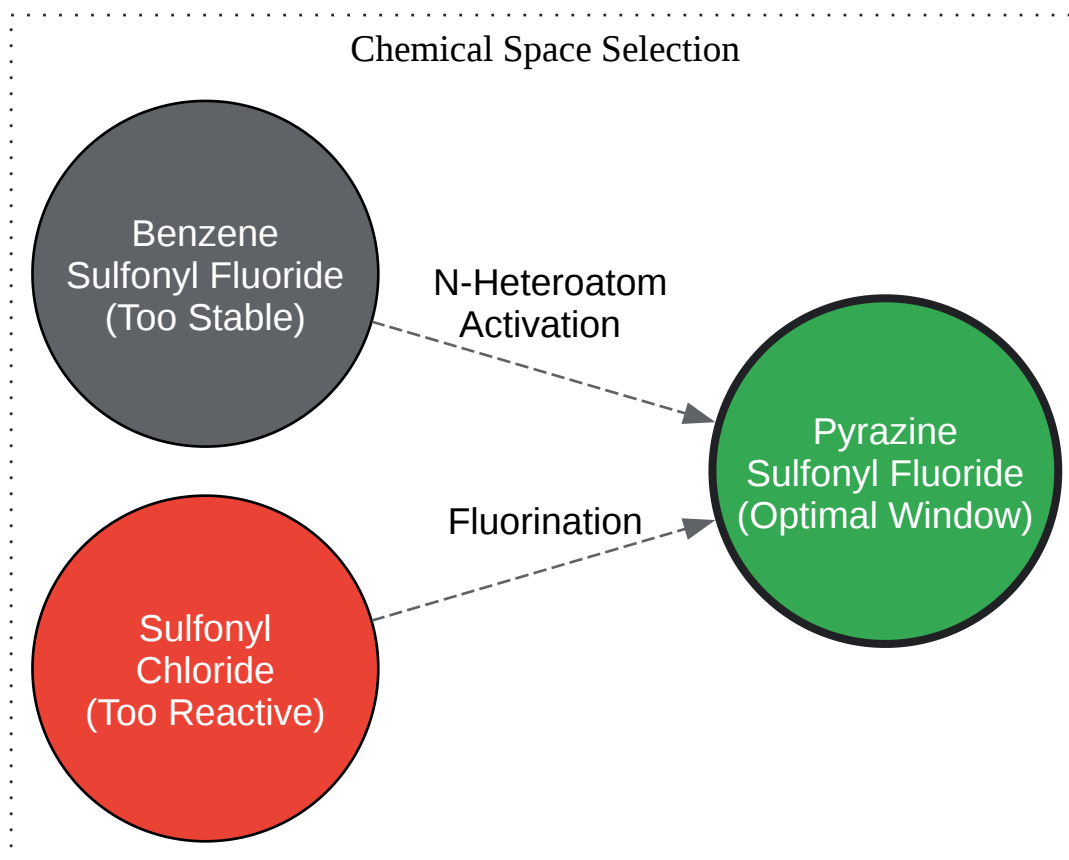 Chemical Space Selection
Benzene
Sulfonyl Fluoride
(Too Stable)
N-Heteroatom
Activation
Pyrazine
Sulfonyl Fluoride
(Optimal Window)
Fluorination
Sulfonyl
Chloride
(Too Reactive)